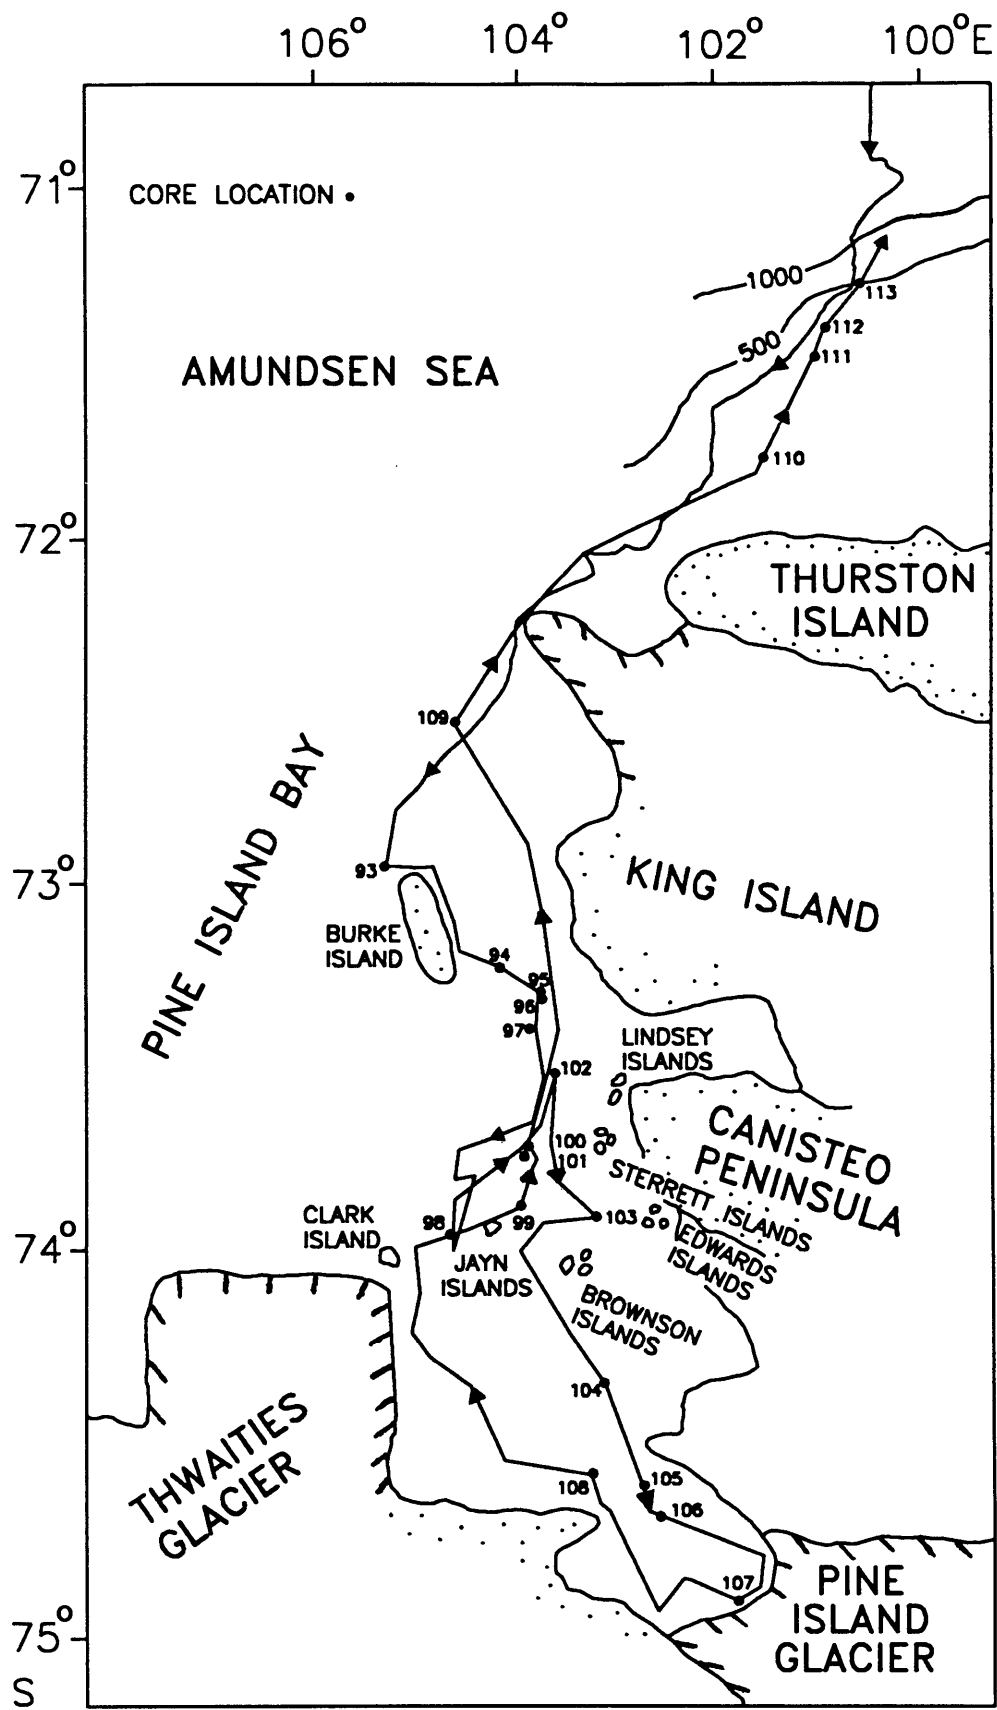 106° 104° 102° 100°E
71°
CORE LOCATION
1000
113
112
500
111
AMUNDSEN SEA
110
72°
THURSTON
ISLAND
109
PINE ISLAND BAY
93
73°
KING ISLAND
BURKE
ISLAND
94
95
96
97
LINDSEY
ISLANDS
102
CANISTEO
PENINSULA
100
101
STERRETT ISLANDS
CLARK
ISLAND
98
99
103
EDWARDS
ISLANDS
74°
JAYN
ISLANDS
BROWNSON
ISLANDS
104
THWAITIES
GLACIER
108
105
106
107
PINE
ISLAND
GLACIER
75°
S